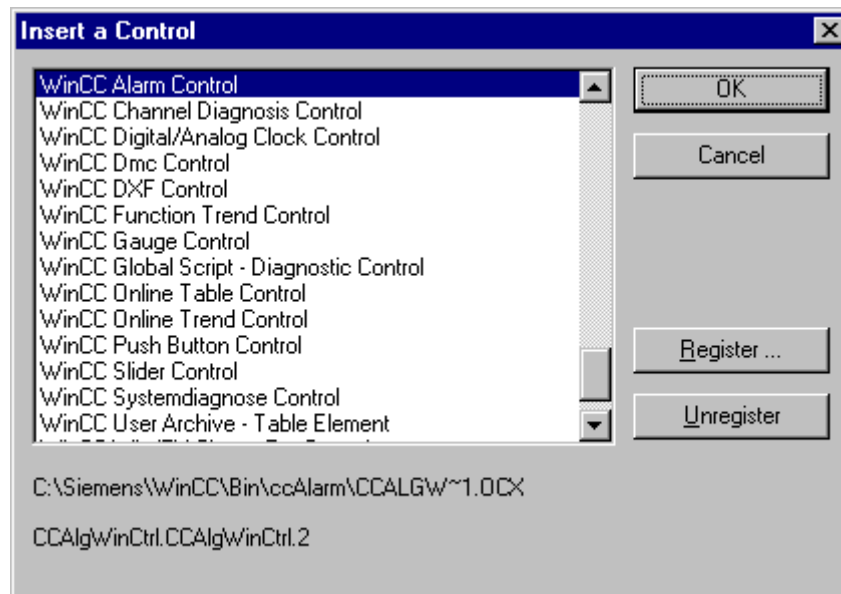 Insert a Control
WinCC Alarm Control
WinCC Channel Diagnosis Control
WinCC Digital/Analog Clock Control
WinCC Dmc Control
WinCC DXF Control
WinCC Function Trend Control
WinCC Gauge Control
WinCC Global Script - Diagnostic Control
WinCC Online Table Control
WinCC Online Trend Control
WinCC Push Button Control
WinCC Slider Control
WinCC Systemdiagnose Control
WinCC User Archive - Table Element
OK
Cancel
Register ...
Unregister
C:\Siemens\WinCC\Bin\ccAlarm\CCALGW~1.OCX
CCAlgWinCtrl.CCAlgWinCtrl.2